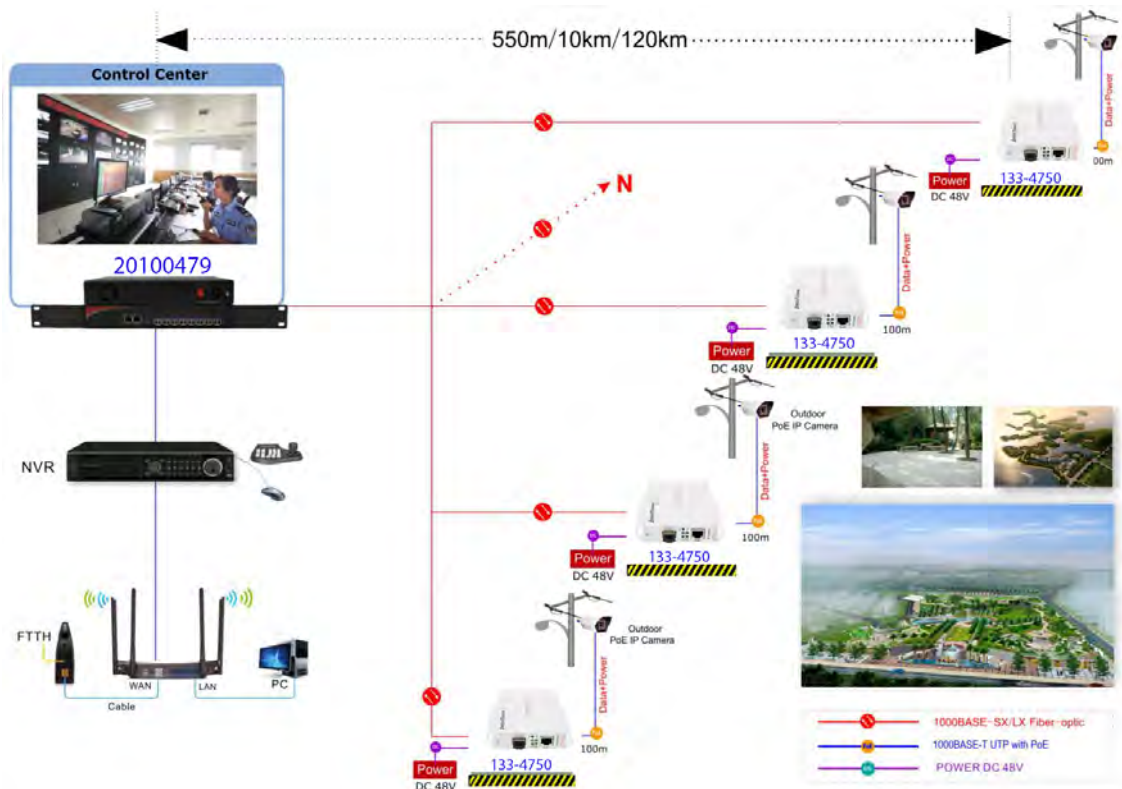 550m/10km/120km
Control Center
20100479
N
Data+Power
00m
Power
DC 48V
133-4750
Data+Power
100m
Power
DC 48V
133-4750
Outdoor
PoE IP Camera
Data+Power
100m
Power
DC 48V
133-4750
Outdoor
PoE IP Camera
Data+Power
100m
Power
DC 48V
133-4750
NVR
FTTH
WAN
LAN
PC
Cable
1000BASE-SX/LX Fiber-optic
1000BASE-T UTP with PoE
POWER DC 48V